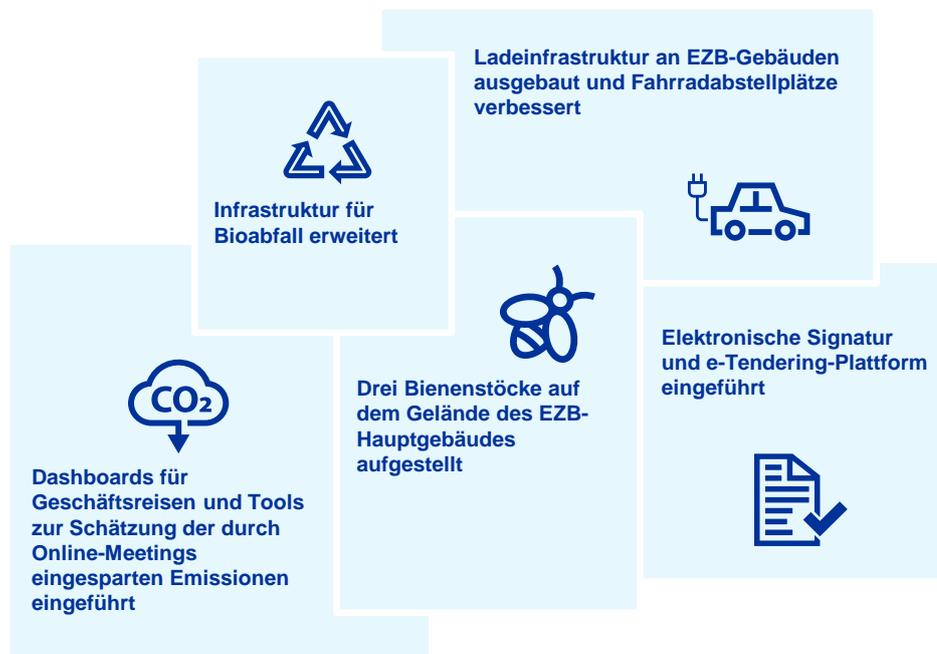 Ladeinfrastruktur an EZB-Gebäuden
ausgebaut und Fahrradabstellplätze
verbessert
Infrastruktur für
Bioabfall erweitert
Elektronische Signatur
und e-Tendering-Plattform
eingeführt
Drei Bienenstöcke auf
dem Gelände des EZB-
Hauptgebäudes
aufgestellt
CO2
Dashboards für
Geschäftsreisen und Tools
zur Schätzung der durch
Online-Meetings
eingesparten Emissionen
eingeführt